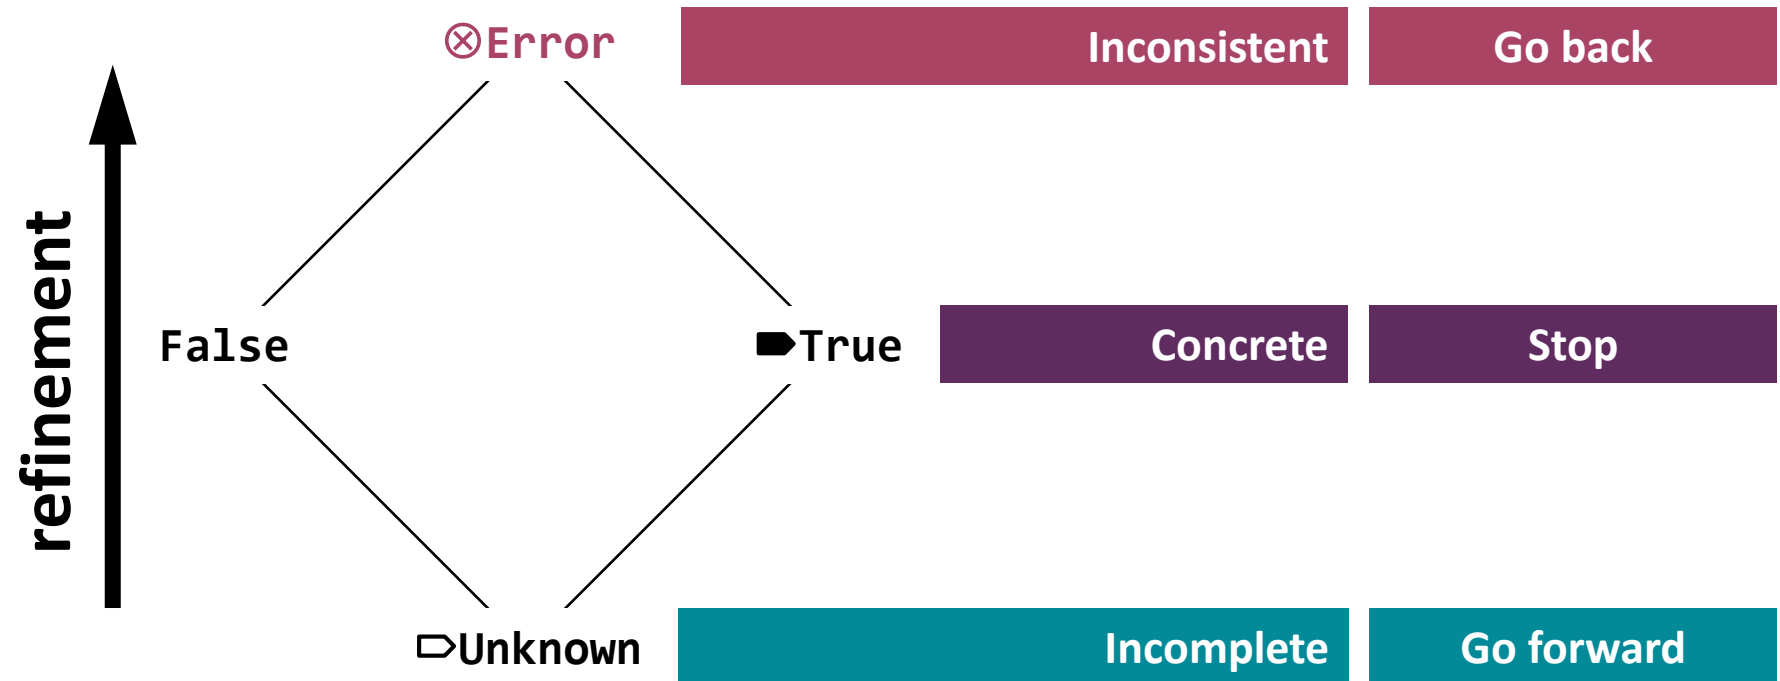 Error
Inconsistent
Go back
refinement
False
True
Concrete
Stop
Unknown
Incomplete
Go forward